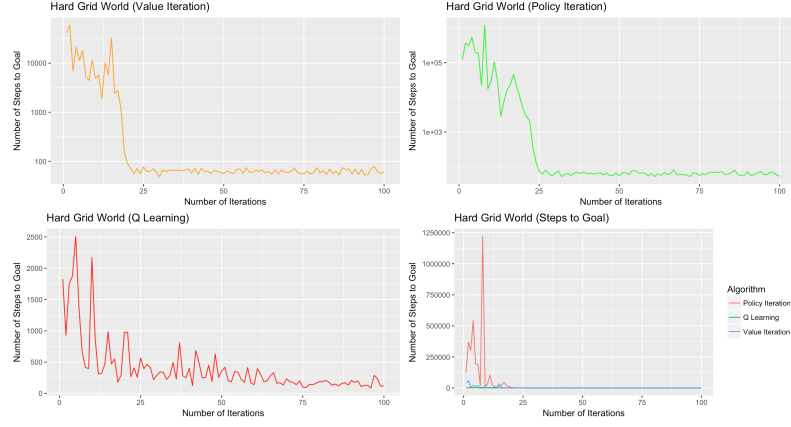 Hard Grid World (Value Iteration)
Number of Steps to Goal
10000
1000
100
0
25
50
75
100
Number of Iterations
Hard Grid World (Policy Iteration)
Number of Steps to Goal
1e+05
1e+03
0
25
50
75
100
Number of Iterations
Hard Grid World (Q Learning)
Number of Steps to Goal
2500
2000
1500
1000
500
0
0
25
50
75
100
Number of Iterations
Hard Grid World (Steps to Goal)
Number of Steps to Goal
1250000
1000000
750000
500000
250000
0
0
25
50
75
100
Number of Iterations
Algorithm
Policy Iteration
Q Learning
Value Iteration